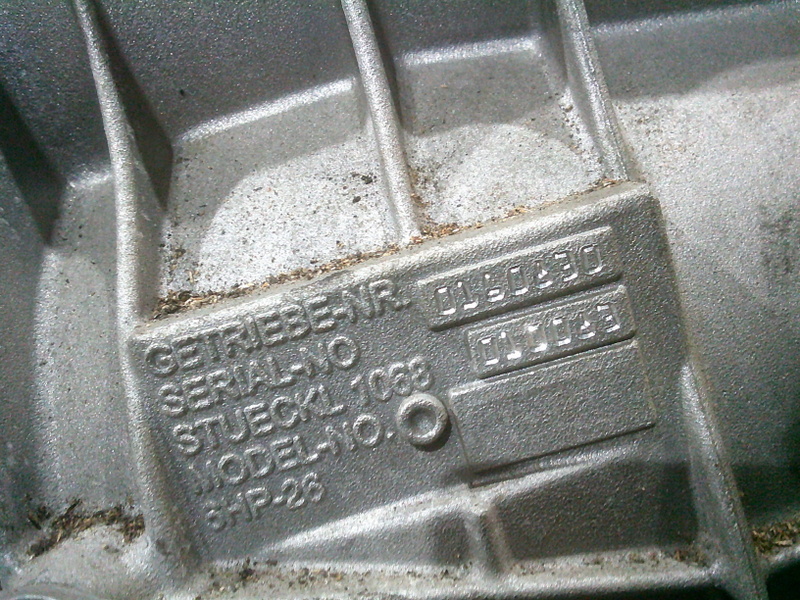 GETRIEBE-NR.
SERIAL-NO
STUECKL 1068
MODEL-NO.
6HP-26